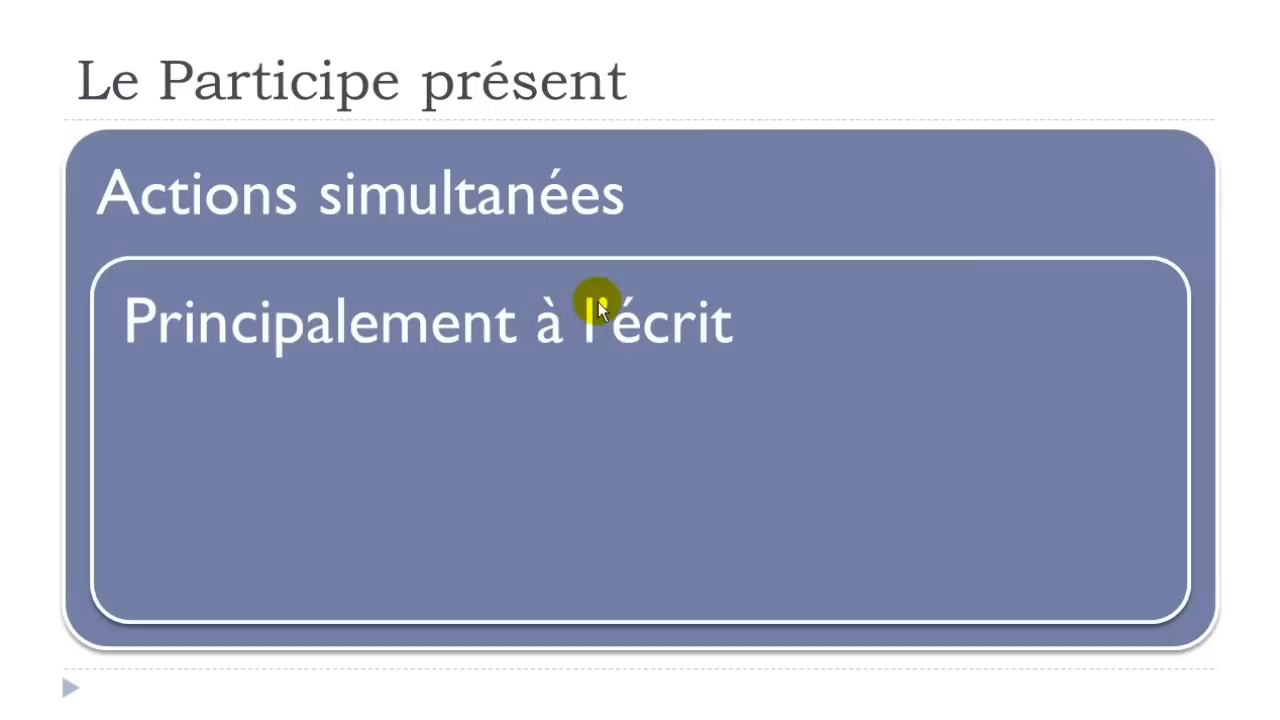 Le Participe présent
Actions simultanées
Principalement à l'écrit